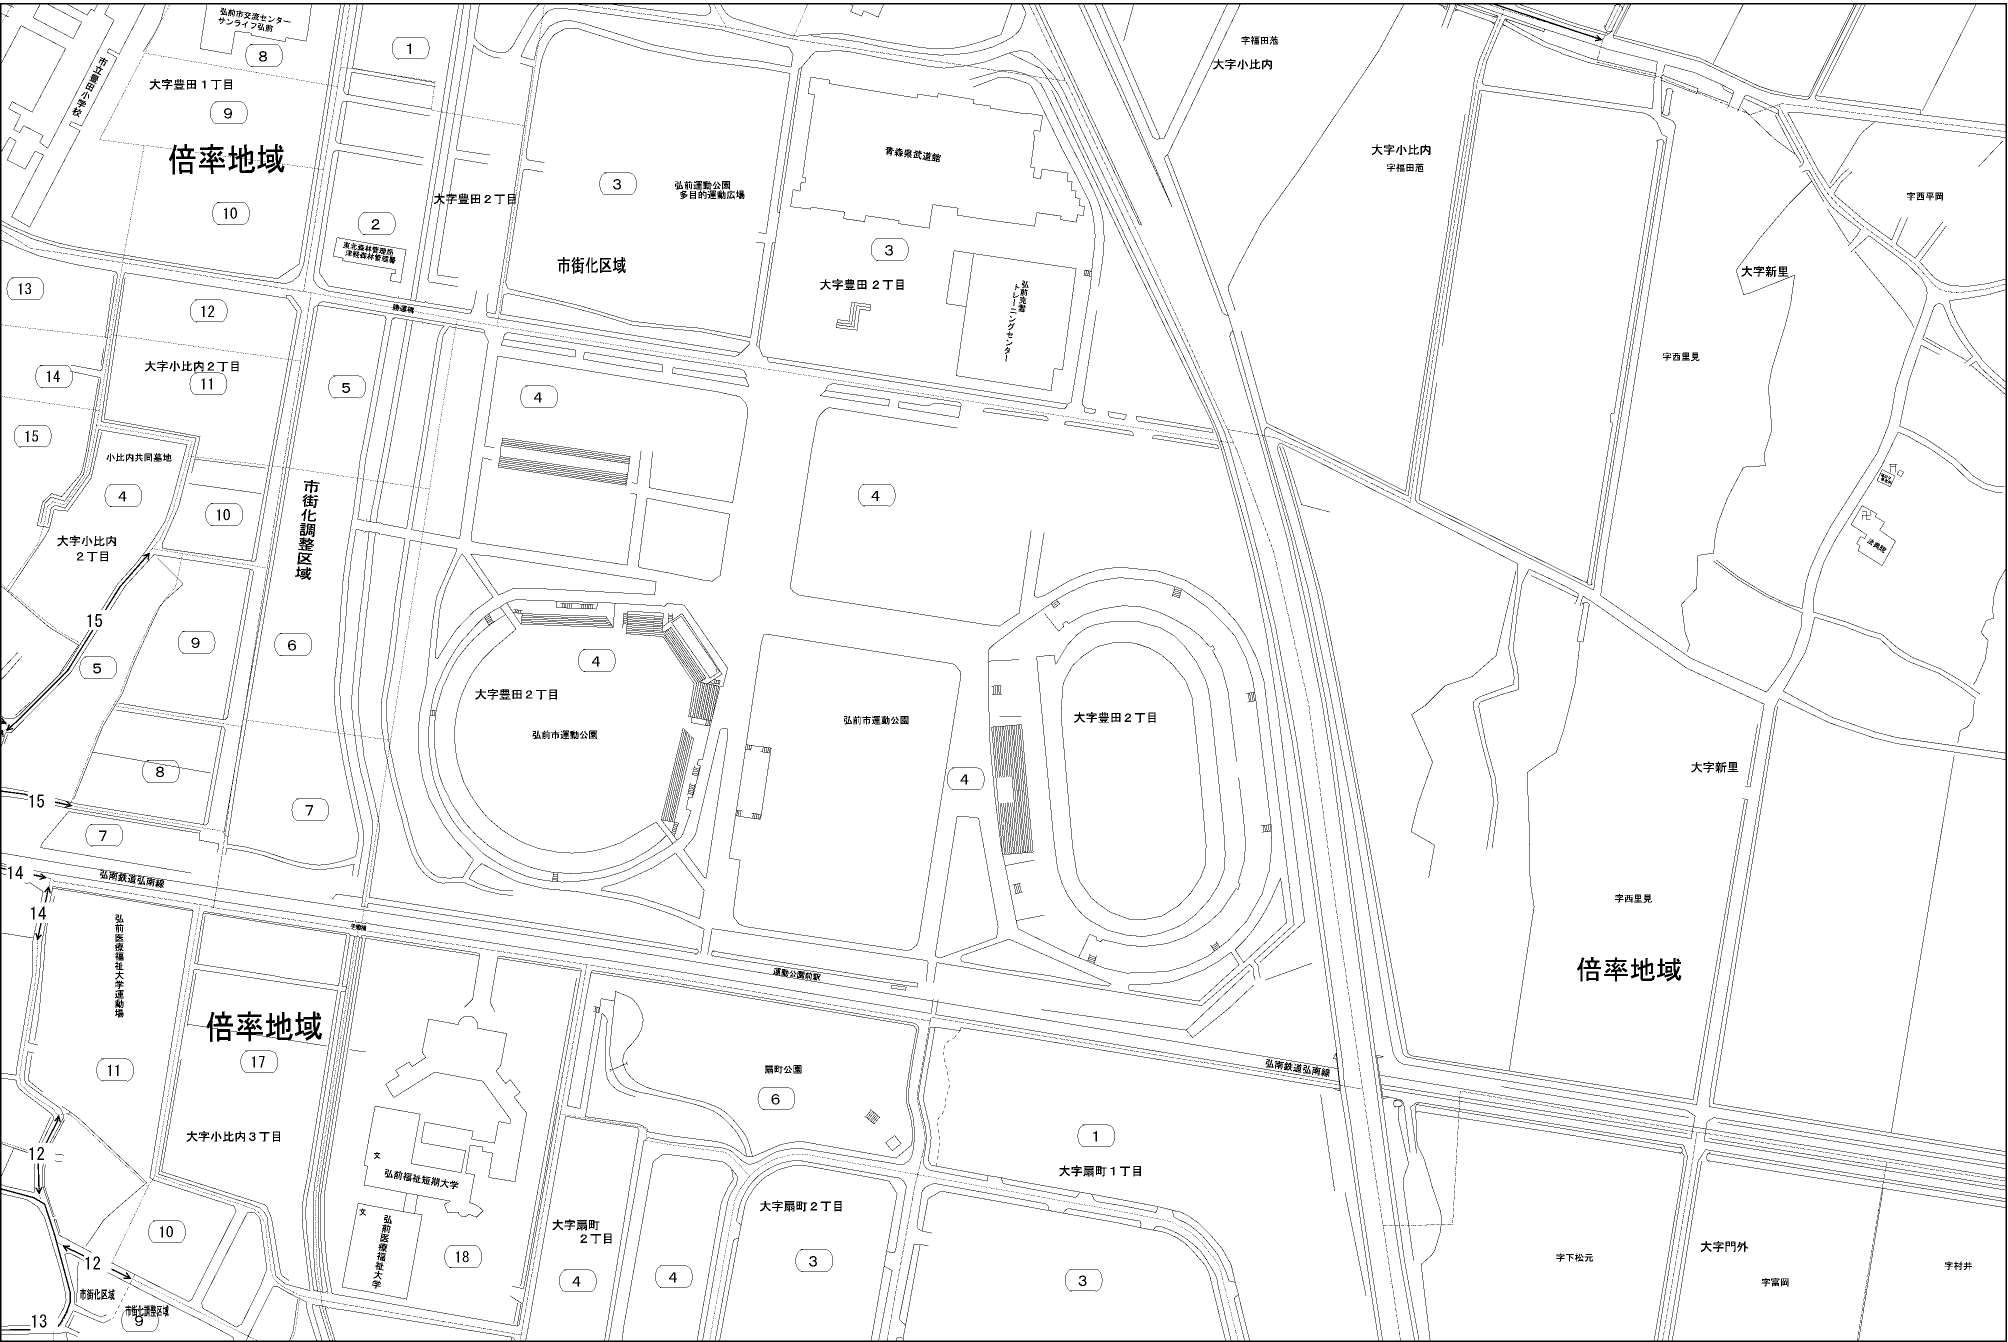 弘前市交流センター
サンライフ弘前
8
1
市立豊田小学校
大字豊田１丁目
9
倍率地域
10
2
東北森林管理局
津軽森林管理署
大字豊田２丁目
3
弘前運動公園
多目的運動広場
市街化区域
青森県武道館
3
大字豊田２丁目
弘前克雪
トレーニングセンター
字福田范
大字小比内
大字小比内
字福田范
字西平岡
大字新里
字西里見
13
12
大字小比内２丁目
11
14
15
5
4
4
小比内共同墓地
4
10
市街化調整区域
大字小比内
２丁目
15
9
6
5
4
大字豊田２丁目
弘前市運動公園
弘前市運動公園
大字豊田２丁目
4
法眼院
大字新里
8
15
7
7
14
弘南鉄道弘南線
14
弘前医療福祉大学運動場
運動公園前駅
字西里見
倍率地域
倍率地域
17
11
大字小比内３丁目
扇町公園
6
弘南鉄道弘南線
1
大字扇町１丁目
12
文
弘前福祉短期大学
文
弘前医療福祉大学
18
10
12
大字扇町
２丁目
4
4
大字扇町２丁目
3
3
字下松元
大字門外
字富岡
字村井
市街化区域
市街化調整区域
9
13